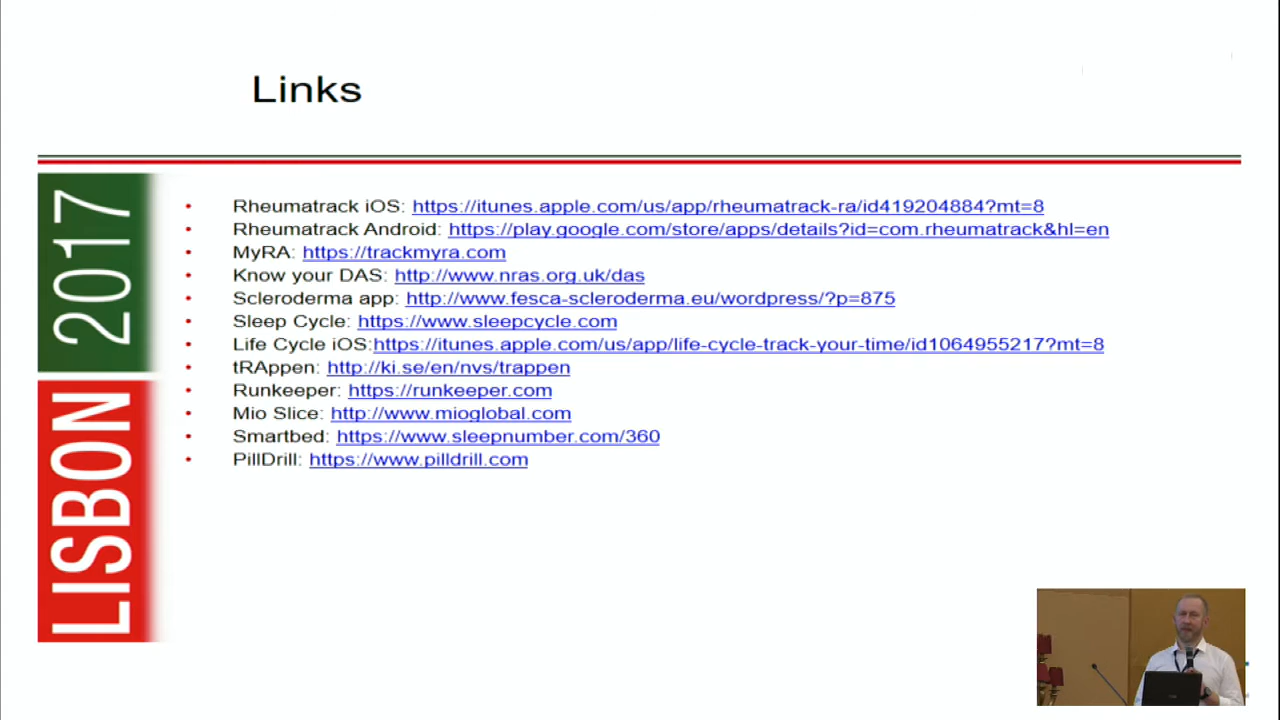 Links
2017
LISBON
• Rheumatrack iOS: https://itunes.apple.com/us/app/rheumatrack-ra/id419204884?mt=8
• Rheumatrack Android: https://play.google.com/store/apps/details?id=com.rheumatrack&hl=en
• MyRA: https://trackmyra.com
• Know your DAS: http://www.nras.org.uk/das
• Scleroderma app: http://www.fesca-scleroderma.eu/wordpress/?p=875
• Sleep Cycle: https://www.sleepcycle.com
• Life Cycle iOS:https://itunes.apple.com/us/app/life-cycle-track-your-time/id1064955217?mt=8
• tRAppen: http://ki.se/en/nvs/trappen
• Runkeeper: https://runkeeper.com
• Mio Slice: http://www.mioglobal.com
• Smartbed: https://www.sleepnumber.com/360
• PillDrill: https://www.pilldrill.com